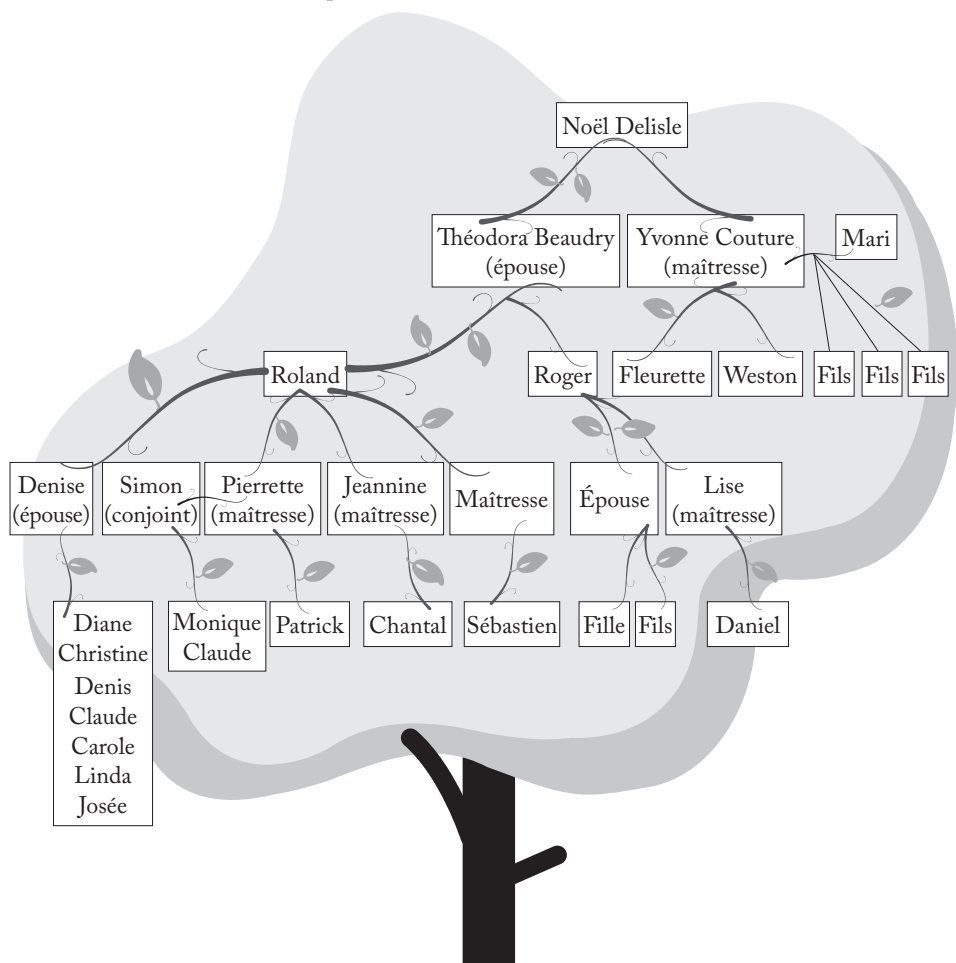 Noël Delisle
Théodora Beaudry
(épouse)
Yvonne Couture
(maîtresse)
Mari
Roland
Roger
Fleurette
Weston
Fils
Fils
Fils
Denise
(épouse)
Simon
(conjoint)
Pierrette
(maîtresse)
Jeannine
(maîtresse)
Maîtresse
Épouse
Lise
(maîtresse)
Diane
Christine
Denis
Claude
Carole
Linda
Josée
Monique
Claude
Patrick
Chantal
Sébastien
Fille
Fils
Daniel